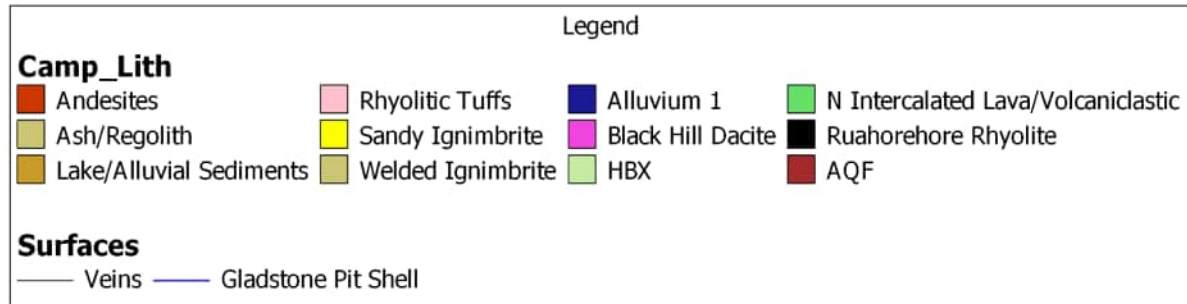 Legend
Camp_Lith
Andesites Rhyolitic Tuffs Alluvium 1 N Intercalated Lava/Volcaniclastic
Ash/Regolith Sandy Ignimbrite Black Hill Dacite Ruahorehore Rhyolite
Lake/Alluvial Sediments Welded Ignimbrite HBX AQF
Surfaces
Veins Gladstone Pit Shell